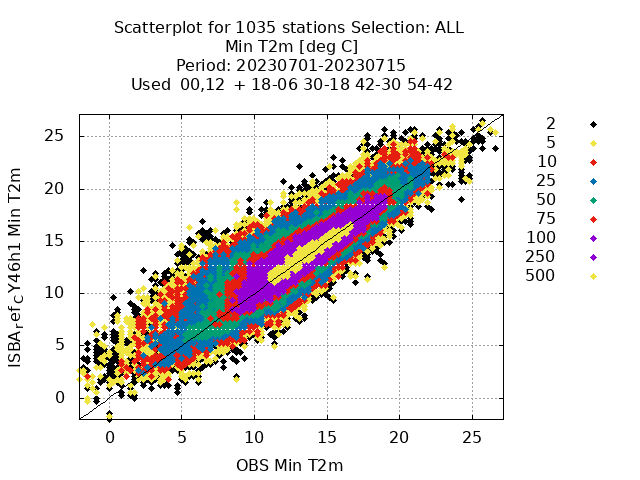 Scatterplot for 1035 stations Selection: ALL
Min T2m [deg C]
Period: 20230701-20230715
Used 00,12 + 18-06 30-18 42-30 54-42
ISBA_ref_C Y46h1 Min T2m
25
20
15
10
5
0
0 5 10 15 20 25
OBS Min T2m
2
5
10
25
50
75
100
250
500